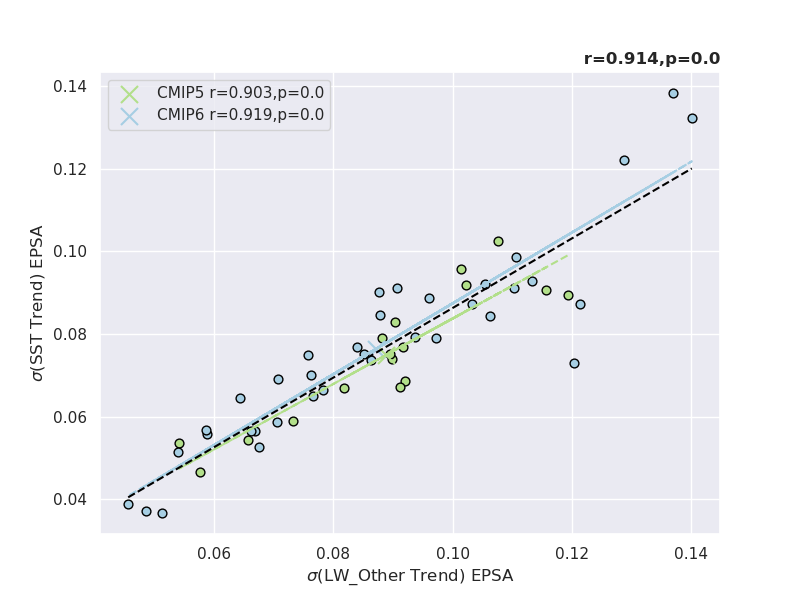 r=0.914,p=0.0
CMIP5 r=0.903,p=0.0
CMIP6 r=0.919,p=0.0
0.14
0.12
0.10
0.08
0.06
0.04
σ(SST Trend) EPSA
0.06 0.08 0.10 0.12 0.14
σ(LW_Other Trend) EPSA